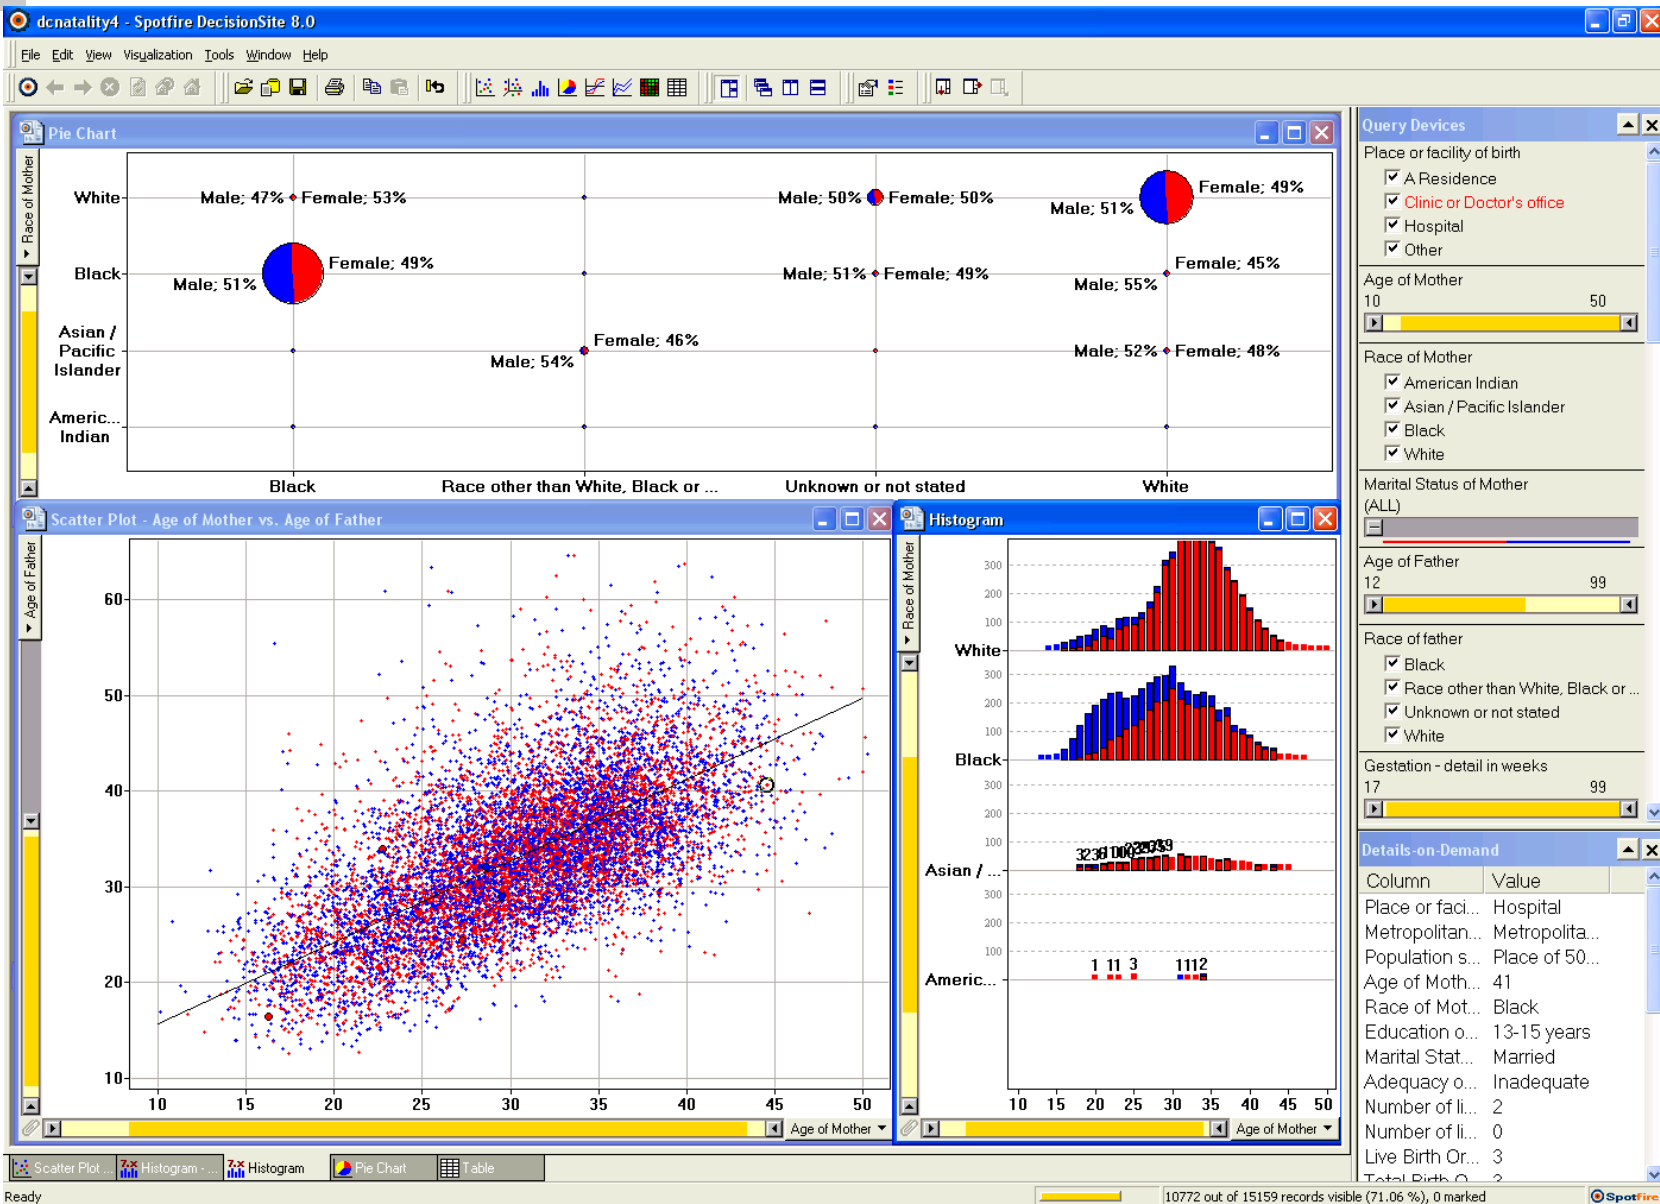 dcnatality4 - Spotfire DecisionSite 8.0
File Edit View Visualization Tools Window Help
Pie Chart
Race of Mother
White
Male; 47% Female; 53%
Male; 50% Female; 50%
Male; 51% Female; 49%
Black
Male; 51% Female; 49%
Male; 51% Female; 49%
Male; 55% Female; 45%
Asian /
Pacific
Islander
Male; 54% Female; 46%
Male; 52% Female; 48%
Americ...
Indian
Black Race other than White, Black or ... Unknown or not stated White
Scatter Plot - Age of Mother vs. Age of Father
Age of Father
60
50
40
30
20
10
10 15 20 25 30 35 40 45 50
Age of Mother
Histogram
Race of Mother
300
200
100
White
300
200
100
Black
300
200
100
Asian / ...
300
200
100
1 11 3 1112
Americ...
10 15 20 25 30 35 40 45 50
Age of Mother
Query Devices
Place or facility of birth
A Residence
Clinic or Doctor's office
Hospital
Other
Age of Mother
10 50
Race of Mother
American Indian
Asian / Pacific Islander
Black
White
Marital Status of Mother
(ALL)
Age of Father
12 99
Race of father
Black
Race other than White, Black or ...
Unknown or not stated
White
Gestation - detail in weeks
17 99
Details-on-Demand
Column Value
Place or faci... Hospital
Metropolitan... Metropolita...
Population s... Place of 50...
Age of Moth... 41
Race of Mot... Black
Education o... 13-15 years
Marital Stat... Married
Adequacy o... Inadequate
Number of li... 2
Number of li... 0
Live Birth Or... 3
Total Birth O... 3
Scatter Plot ... 7.x Histogram - ... 7.x Histogram Pie Chart Table
Ready
10772 out of 15159 records visible (71.06 %), 0 marked
Spotfire